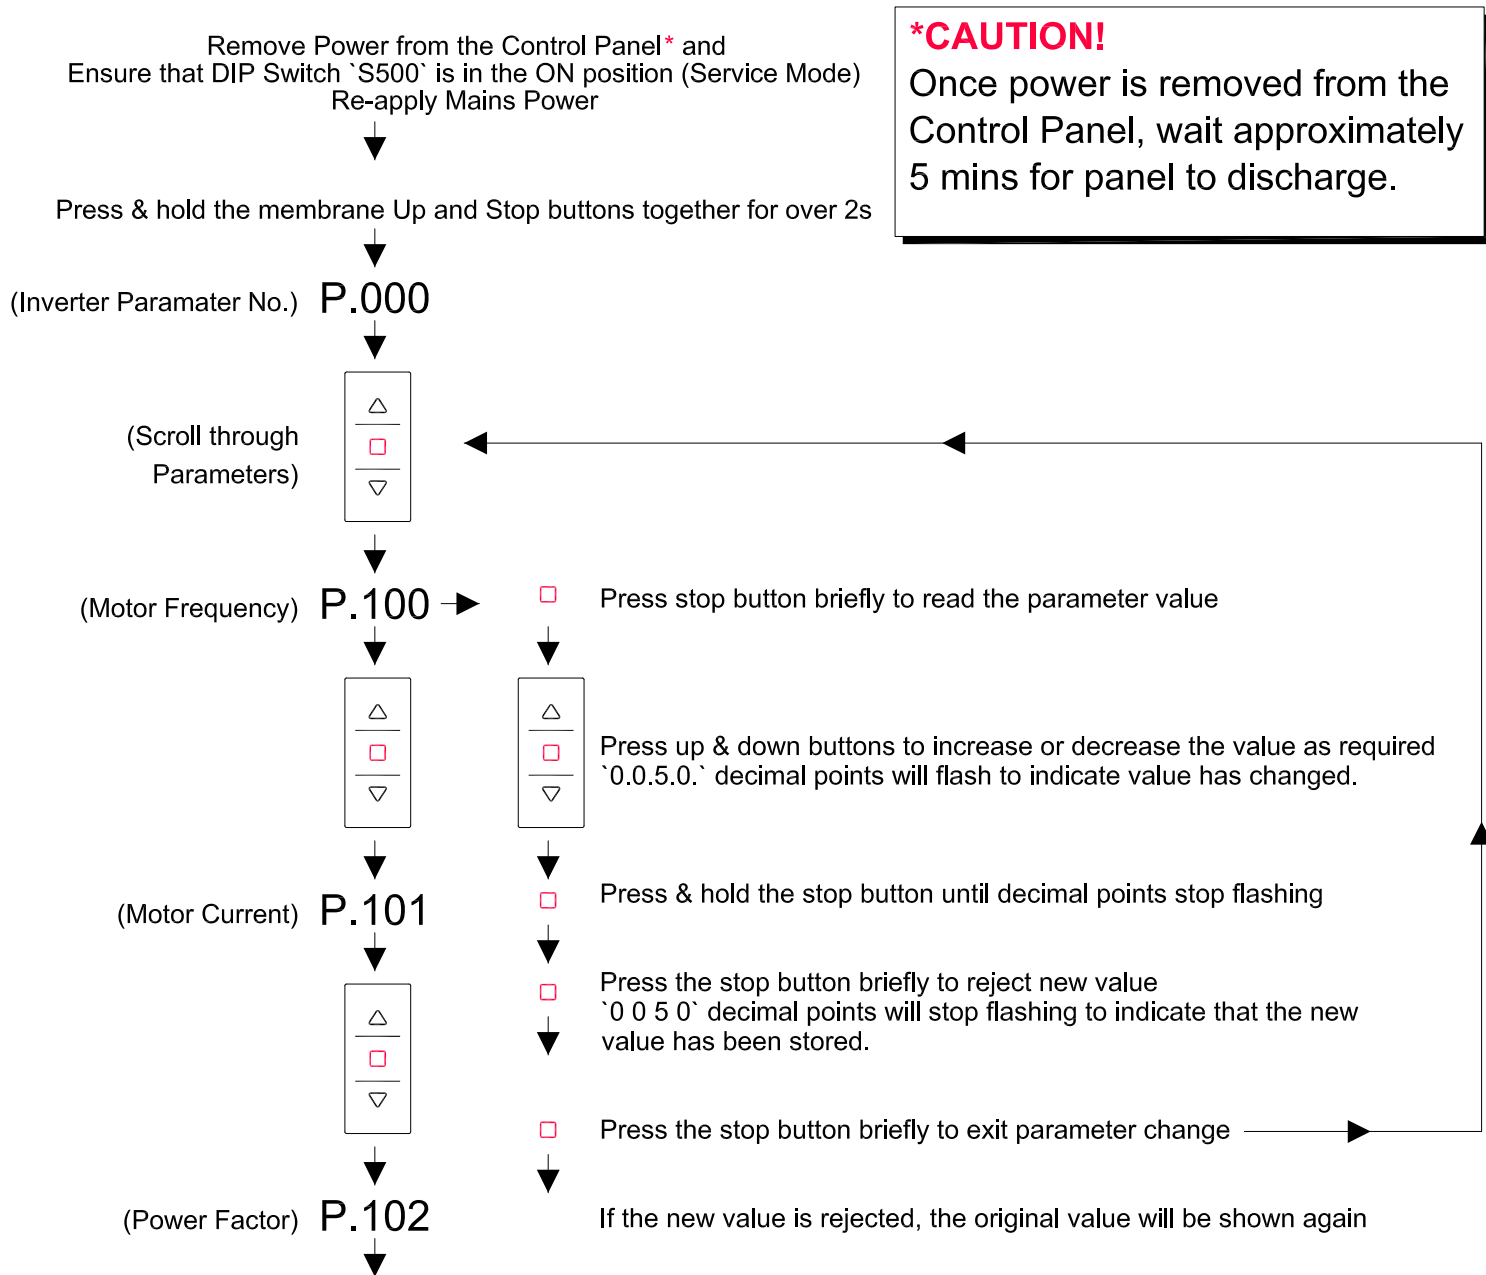 Remove Power from the Control Panel* and
Ensure that DIP Switch `S500` is in the ON position (Service Mode)
Re-apply Mains Power
*CAUTION!
Once power is removed from the
Control Panel, wait approximately
5 mins for panel to discharge.
Press & hold the membrane Up and Stop buttons together for over 2s
(Inverter Paramater No.) P.000
(Scroll through
Parameters)
(Motor Frequency) P.100
Press stop button briefly to read the parameter value
Press up & down buttons to increase or decrease the value as required
`0.0.5.0.` decimal points will flash to indicate value has changed.
(Motor Current) P.101
Press & hold the stop button until decimal points stop flashing
Press the stop button briefly to reject new value
`0 0 5 0` decimal points will stop flashing to indicate that the new
value has been stored.
Press the stop button briefly to exit parameter change
(Power Factor) P.102
If the new value is rejected, the original value will be shown again